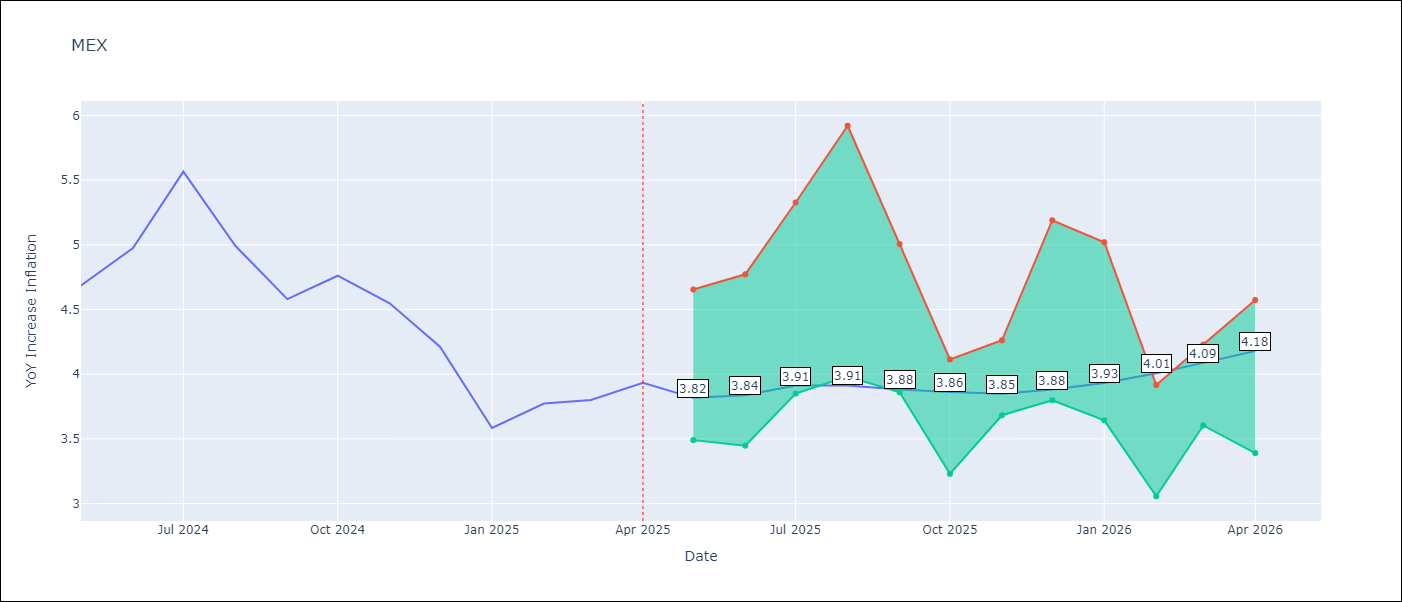 MEX
YoY Increase Inflation
6
5.5
5
4.5
4
3.5
3
3.82
3.84
3.91
3.91
3.88
3.86
3.85
3.88
3.93
4.01
4.09
4.18
Jul 2024
Oct 2024
Jan 2025
Apr 2025
Jul 2025
Oct 2025
Jan 2026
Apr 2026
Date